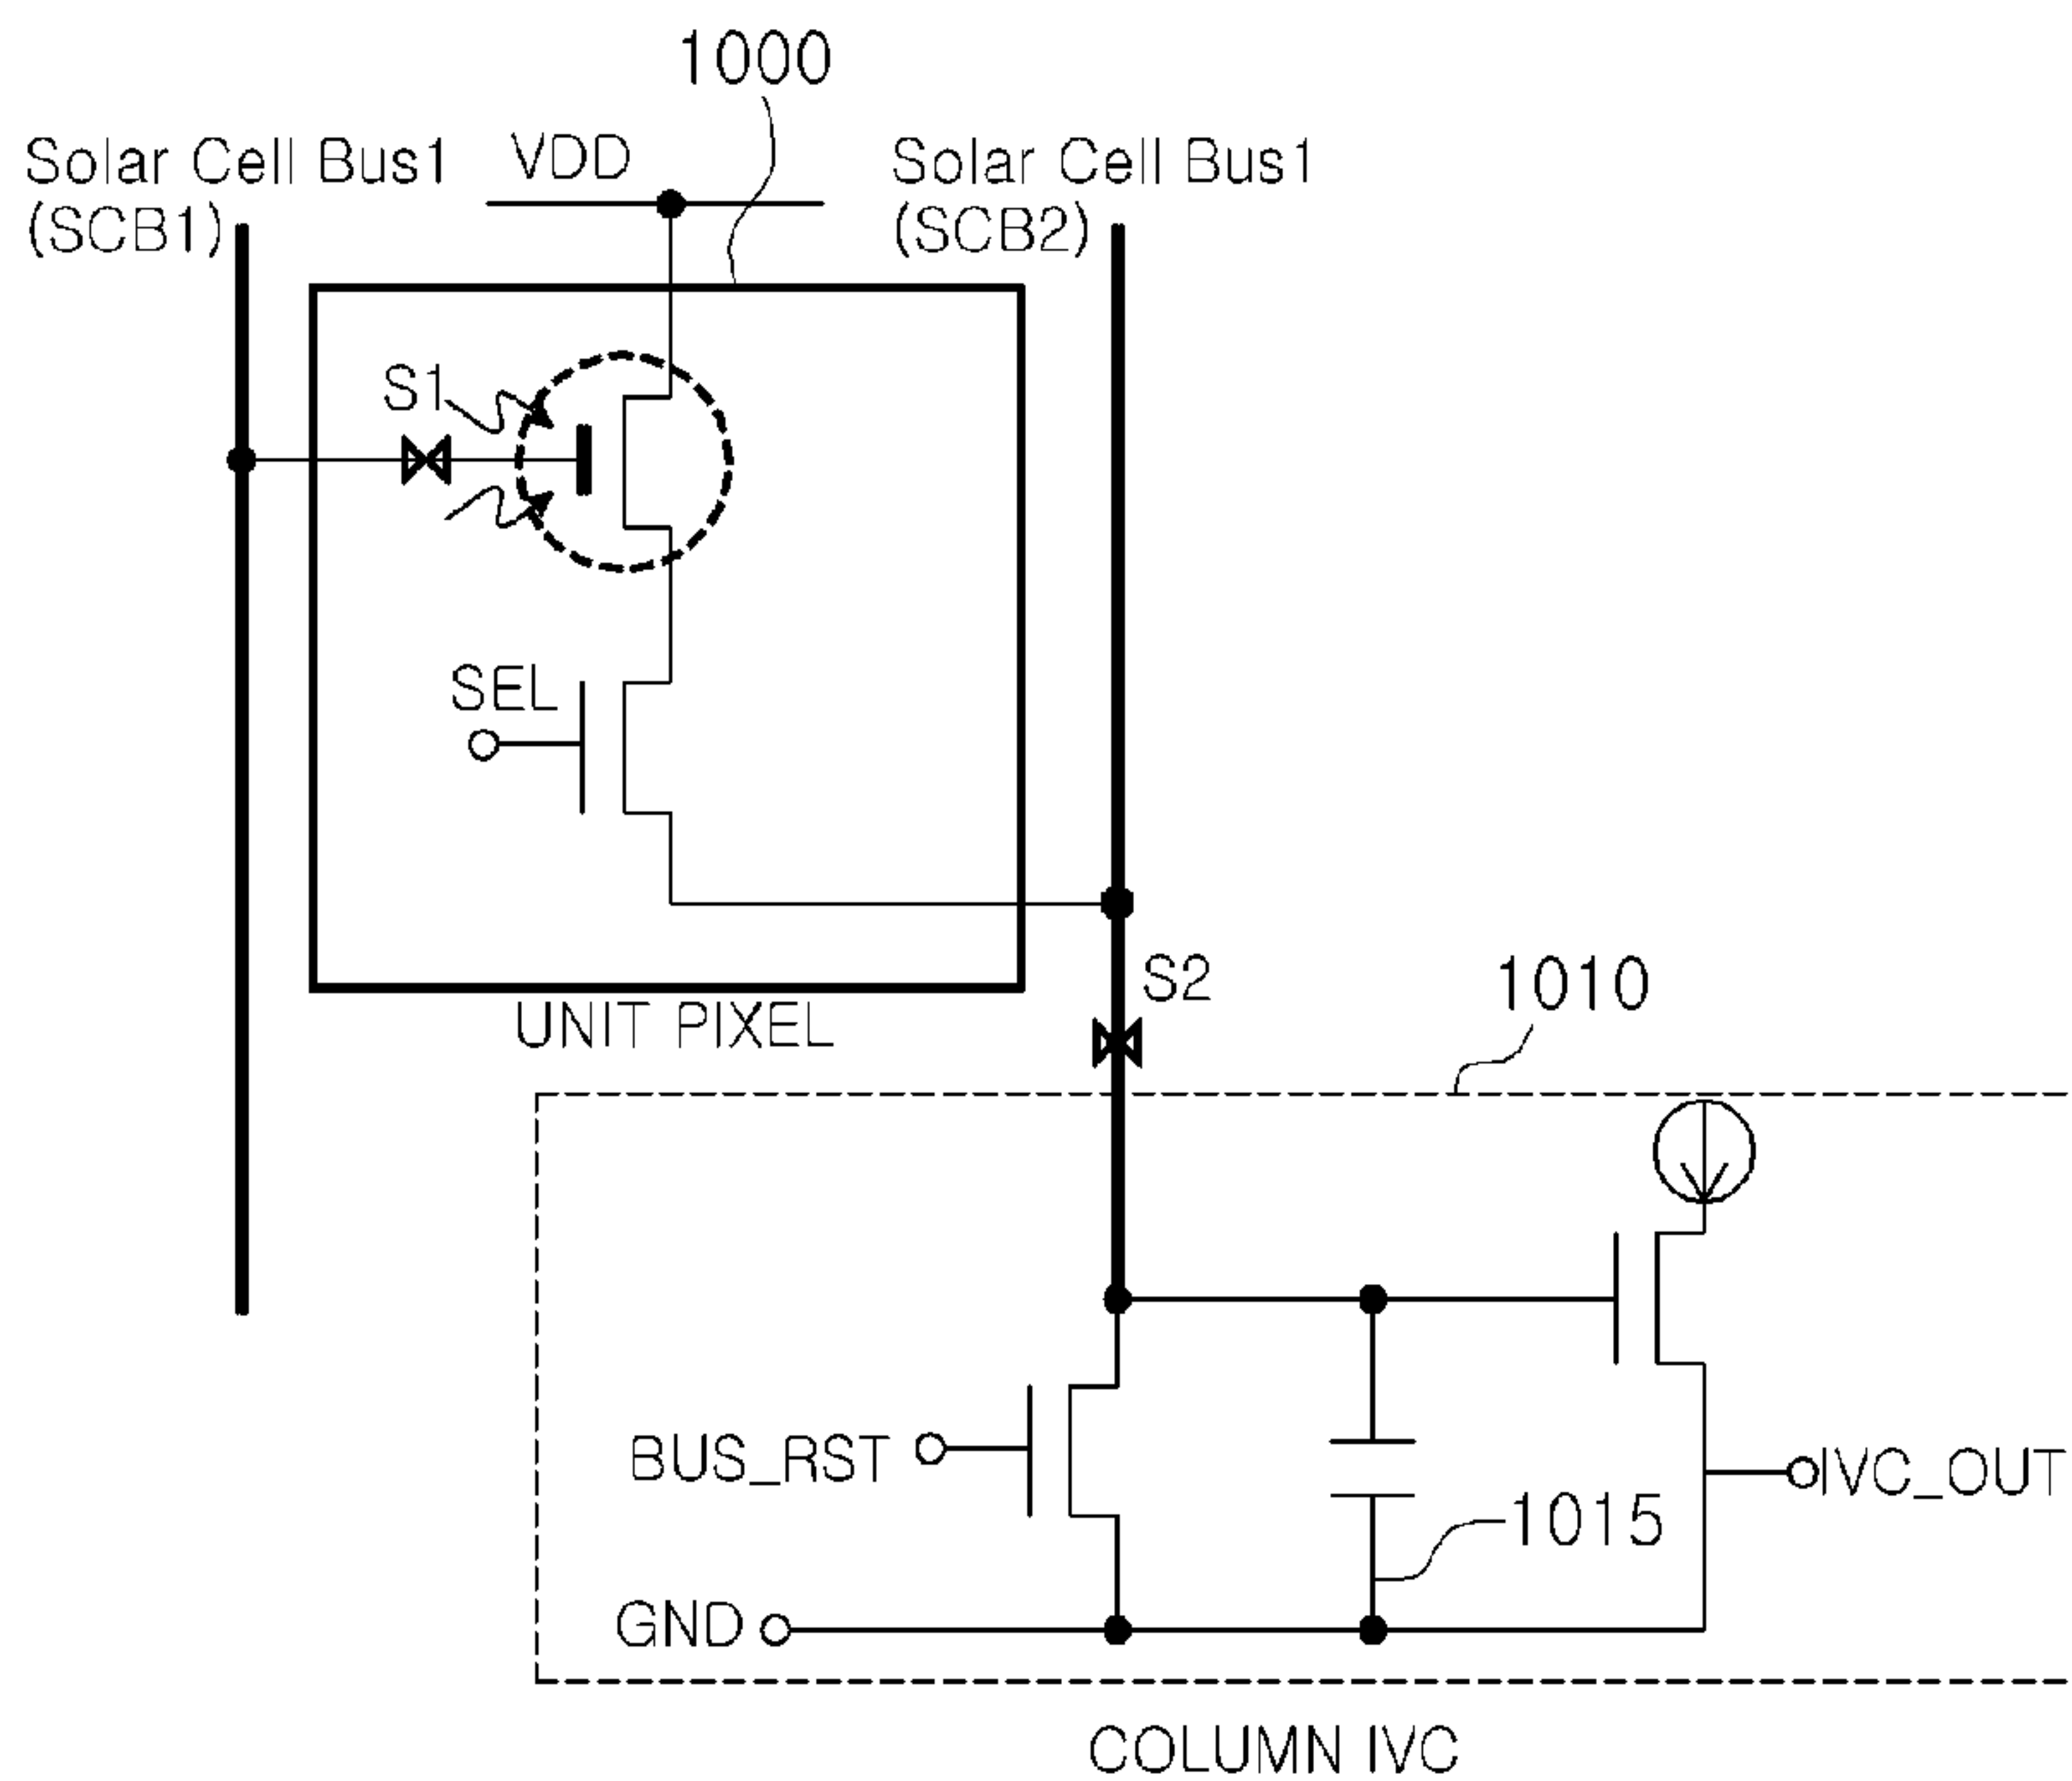 1000
Solar Cell Bus1
(SCB1)
VDD
Solar Cell Bus1
(SCB2)
S1
SEL
UNIT PIXEL
S2
1010
BUS_RST
IVC_OUT
1015
GND
COLUMN IVC